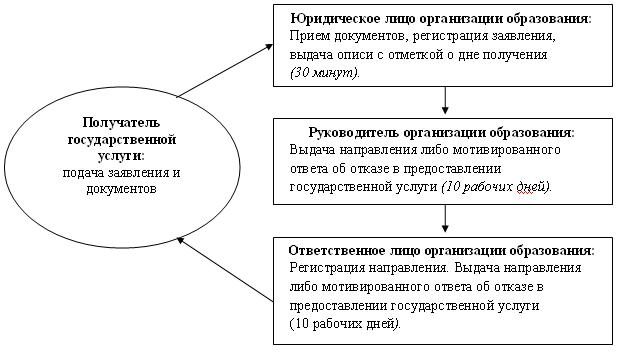 Получатель
государственной
услуги:
подача заявления и
документов
Юридическое лицо организации образования:
Прием документов, регистрация заявления,
выдача описи с отметкой о дне получения
(30 минут).
Руководитель организации образования:
Выдача направления либо мотивированного
ответа об отказе в предоставлении
государственной услуги (10 рабочих дней).
Ответственное лицо организации образования:
Регистрация направления. Выдача направления
либо мотивированного ответа об отказе в
предоставлении государственной услуги
(10 рабочих дней).